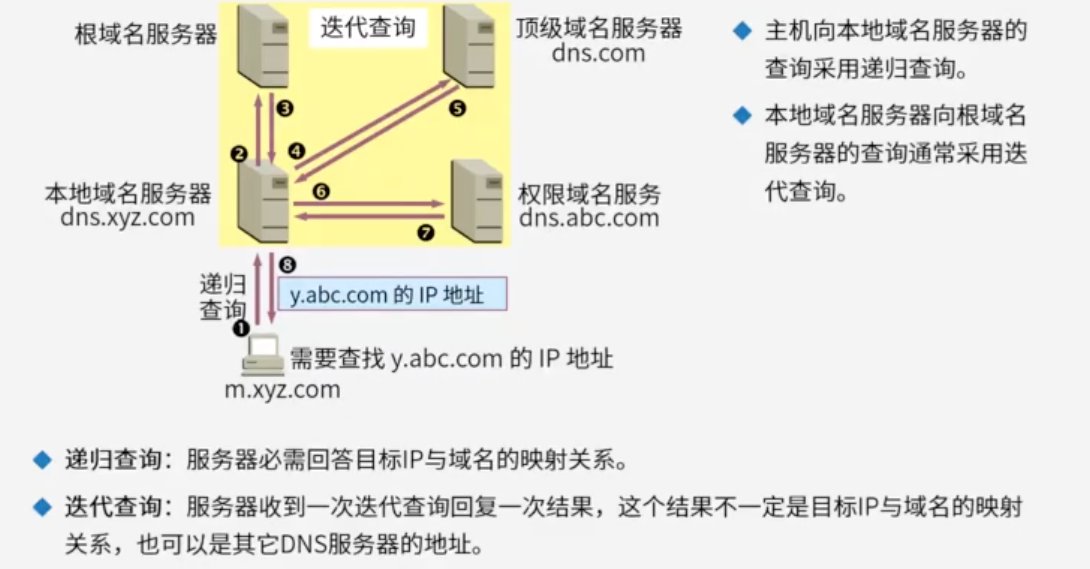 根域名服务器
迭代查询
顶级域名服务器
dns.com
❸
❺
❷
❹
本地域名服务器
dns.xyz.com
❻
权限域名服务
dns.abc.com
❼
❽
递归
查询
y.abc.com 的 IP 地址
❶
需要查找 y.abc.com 的 IP 地址
m.xyz.com
主机向本地域名服务器的
查询采用递归查询。
本地域名服务器向根域名
服务器的查询通常采用迭
代查询。
递归查询：服务器必需回答目标IP与域名的映射关系。
迭代查询：服务器收到一次迭代查询回复一次结果，这个结果不一定是目标IP与域名的映射
关系，也可以是其它DNS服务器的地址。